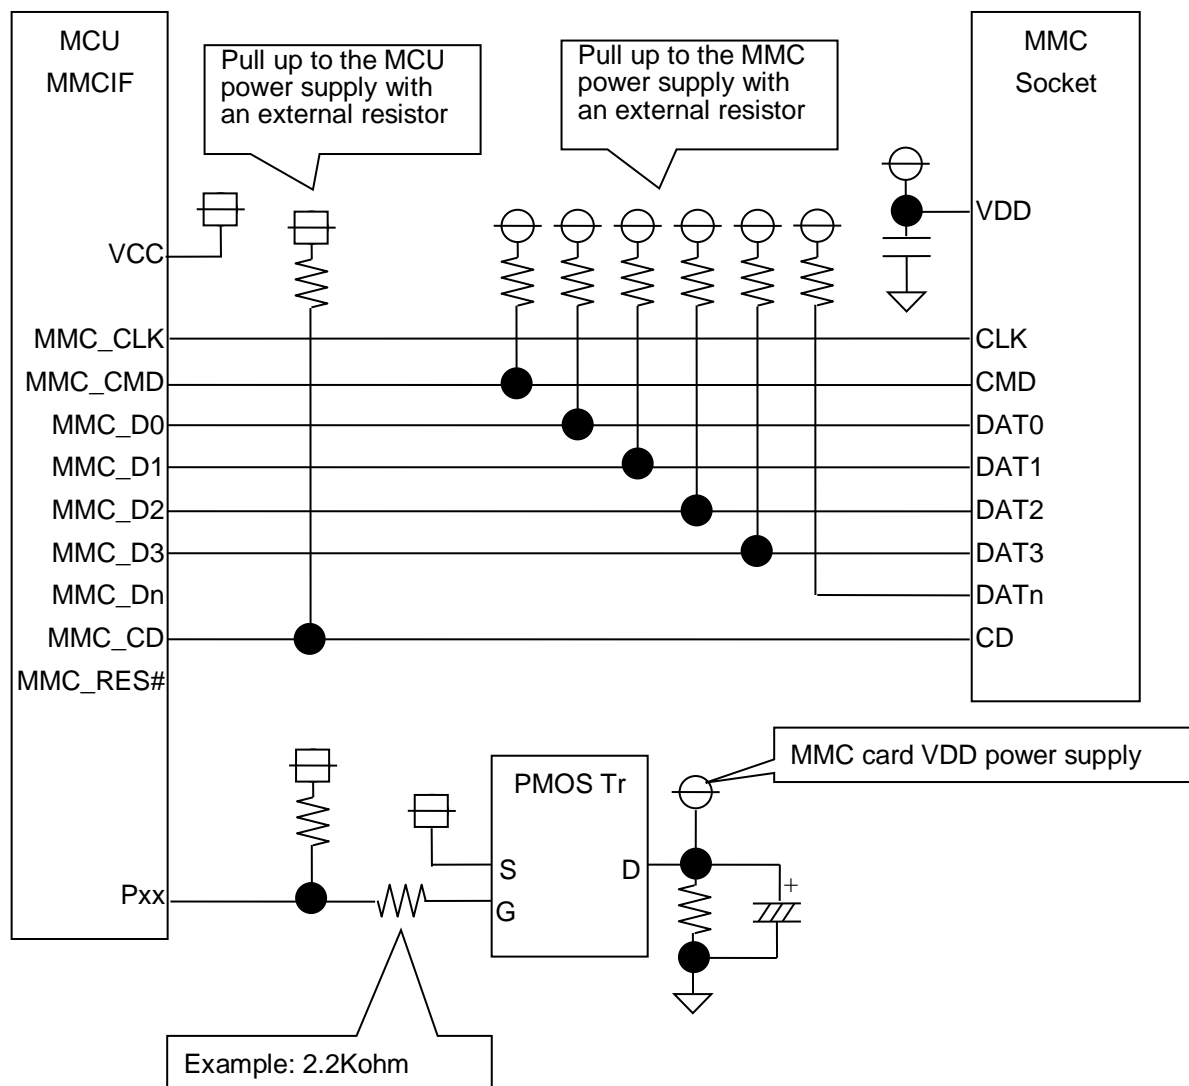 MCU
MMCIF
Pull up to the MCU
power supply with
an external resistor
Pull up to the MMC
power supply with
an external resistor
MMC
Socket
VCC
VDD
MMC_CLK
CLK
MMC_CMD
CMD
MMC_D0
DAT0
MMC_D1
DAT1
MMC_D2
DAT2
MMC_D3
DAT3
MMC_Dn
DATn
MMC_CD
CD
MMC_RES#
MMC card VDD power supply
PMOS Tr
S
D
G
+
Pxx
Example: 2.2Kohm